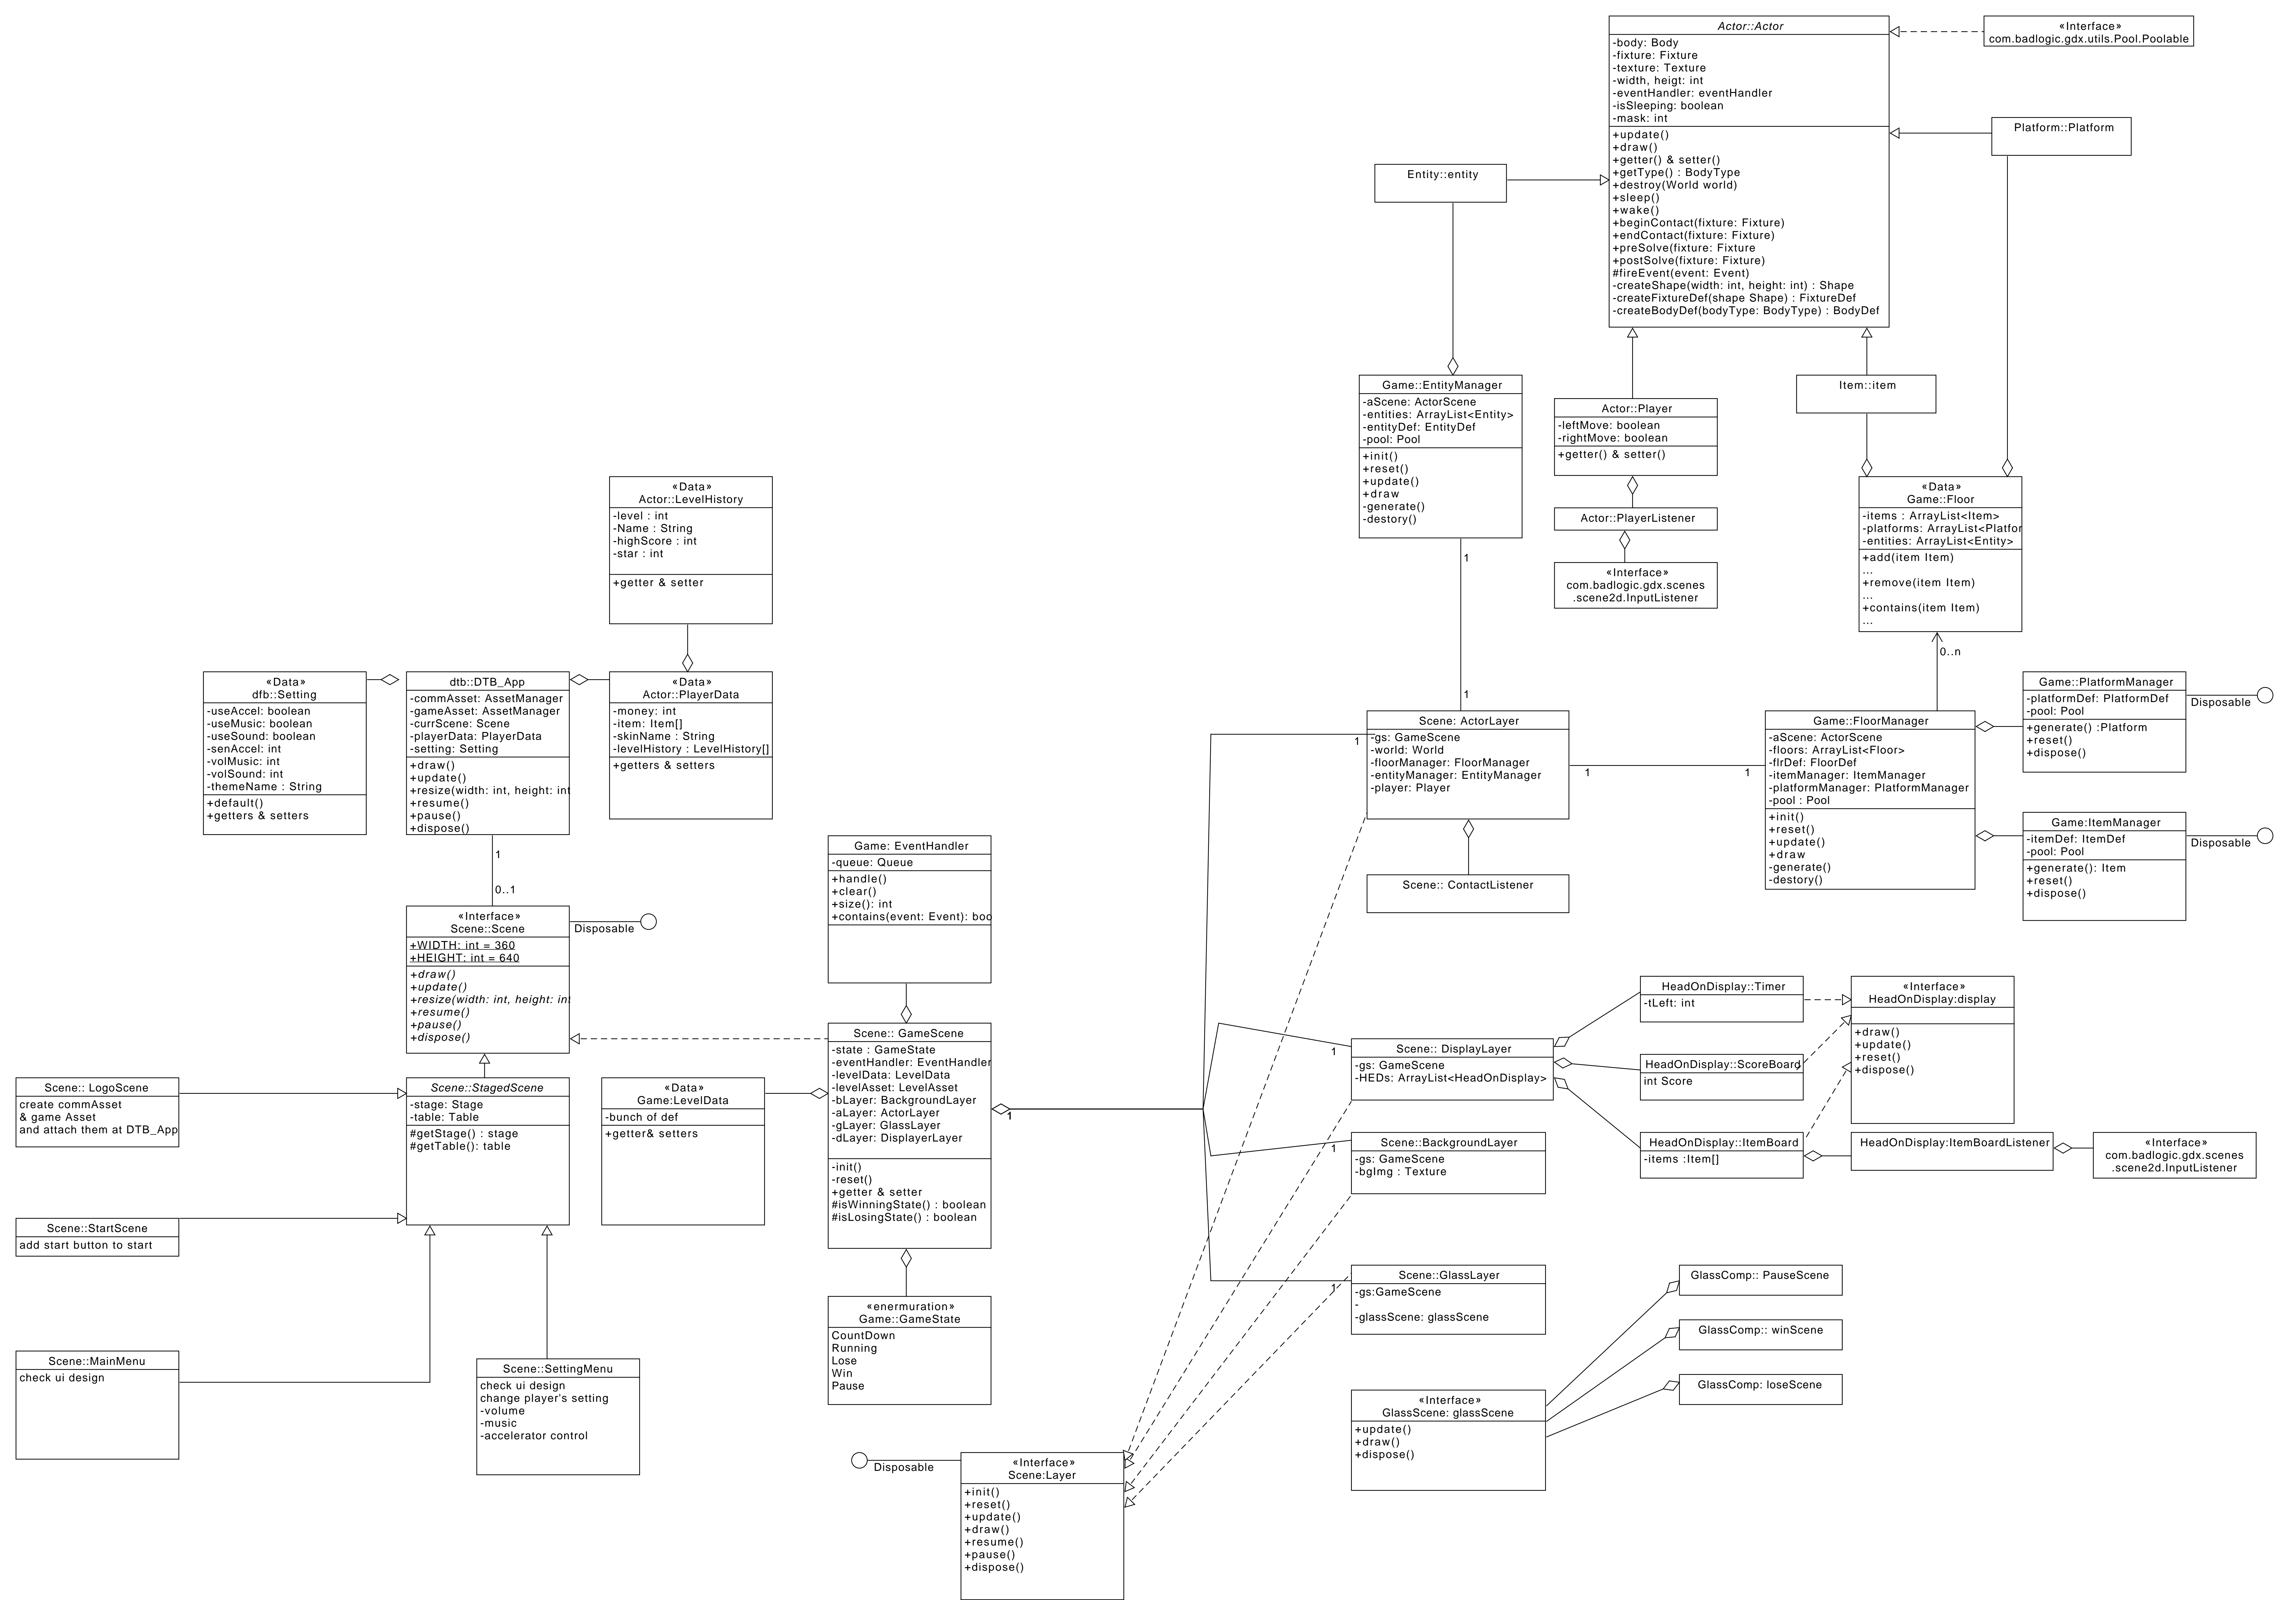 Actor::Actor
-body: Body
-fixture: Fixture
-texture: Texture
-width, heigt: int
-eventHandler: eventHandler
-isSleeping: boolean
-mask: int
+update()
+draw()
+getter() & setter()
+getType() : BodyType
+destroy(World world)
+sleep()
+wake()
+beginContact(fixture: Fixture)
+endContact(fixture: Fixture)
+preSolve(fixture: Fixture
+postSolve(fixture: Fixture)
#fireEvent(event: Event)
-createShape(width: int, height: int) : Shape
-createFixtureDef(shape Shape) : FixtureDef
-createBodyDef(bodyType: BodyType) : BodyDef
«Interface»
com.badlogic.gdx.utils.Pool.Poolable
Platform::Platform
Entity::entity
Game::EntityManager
-aScene: ActorScene
-entities: ArrayList<Entity>
-entityDef: EntityDef
-pool: Pool
+init()
+reset()
+update()
+draw
-generate()
-destory()
1
1
Actor::Player
-leftMove: boolean
-rightMove: boolean
+getter() & setter()
Actor::PlayerListener
«Interface»
com.badlogic.gdx.scenes
.scene2d.InputListener
Item::item
«Data»
Game::Floor
-items : ArrayList<Item>
-platforms: ArrayList<Platfor
-entities: ArrayList<Entity>
+add(item Item)
...
+remove(item Item)
...
+contains(item Item)
...
0..n
«Data»
Actor::LevelHistory
-level : int
-Name : String
-highScore : int
-star : int
+getter & setter
«Data»
dfb::Setting
-useAccel: boolean
-useMusic: boolean
-useSound: boolean
-senAccel: int
-volMusic: int
-volSound: int
-themeName : String
+default()
+getters & setters
dtb::DTB_App
-commAsset: AssetManager
-gameAsset: AssetManager
-currScene: Scene
-playerData: PlayerData
-setting: Setting
+draw()
+update()
+resize(width: int, height: int
+resume()
+pause()
+dispose()
1
0..1
«Data»
Actor::PlayerData
-money: int
-item: Item[]
-skinName : String
-levelHistory : LevelHistory[]
+getters & setters
Scene: ActorLayer
-gs: GameScene
-world: World
-floorManager: FloorManager
-entityManager: EntityManager
-player: Player
1
1
1
Game::FloorManager
-aScene: ActorScene
-floors: ArrayList<Floor>
-flrDef: FloorDef
-itemManager: ItemManager
-platformManager: PlatformManager
-pool : Pool
+init()
+reset()
+update()
+draw
-generate()
-destory()
Game::PlatformManager
-platformDef: PlatformDef
-pool: Pool
+generate() :Platform
+reset()
+dispose()
Disposable
Game:ItemManager
-itemDef: ItemDef
-pool: Pool
+generate(): Item
+reset()
+dispose()
Disposable
Scene:: ContactListener
Game: EventHandler
-queue: Queue
+handle()
+clear()
+size(): int
+contains(event: Event): boo
«Interface»
Scene::Scene
+WIDTH: int = 360
+HEIGHT: int = 640
+draw()
+update()
+resize(width: int, height: int
+resume()
+pause()
+dispose()
Disposable
Scene:: GameScene
-state : GameState
-eventHandler: EventHandler
-levelData: LevelData
-levelAsset: LevelAsset
-bLayer: BackgroundLayer
-aLayer: ActorLayer
-gLayer: GlassLayer
-dLayer: DisplayerLayer
-init()
-reset()
+getter & setter
#isWinningState() : boolean
#isLosingState() : boolean
1
Scene:: LogoScene
create commAsset
& game Asset
and attach them at DTB_App
Scene::StagedScene
-stage: Stage
-table: Table
#getStage() : stage
#getTable(): table
«Data»
Game:LevelData
-bunch of def
+getter& setters
Scene::StartScene
add start button to start
Scene::MainMenu
check ui design
Scene::SettingMenu
check ui design
change player's setting
-volume
-music
-accelerator control
«enermuration»
Game::GameState
CountDown
Running
Lose
Win
Pause
Disposable
«Interface»
Scene:Layer
+init()
+reset()
+update()
+draw()
+resume()
+pause()
+dispose()
1
Scene:: DisplayLayer
-gs: GameScene
-HEDs: ArrayList<HeadOnDisplay>
HeadOnDisplay::Timer
-tLeft: int
HeadOnDisplay::ScoreBoard
int Score
HeadOnDisplay::ItemBoard
-items :Item[]
«Interface»
HeadOnDisplay:display
+draw()
+update()
+reset()
+dispose()
HeadOnDisplay:ItemBoardListener
«Interface»
com.badlogic.gdx.scenes
.scene2d.InputListener
1
Scene::BackgroundLayer
-gs: GameScene
-bgImg : Texture
1
Scene::GlassLayer
-gs:GameScene
-
-glassScene: glassScene
GlassComp:: PauseScene
GlassComp:: winScene
GlassComp: loseScene
«Interface»
GlassScene: glassScene
+update()
+draw()
+dispose()